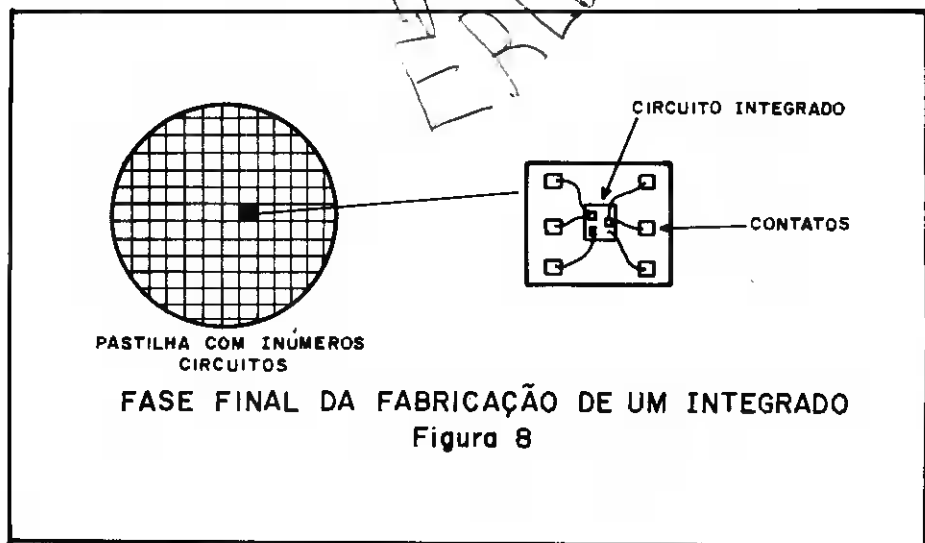 CIRCUITO INTEGRADO
CONTATOS
PASTILHA COM INÚMEROS
CIRCUITOS
FASE FINAL DA FABRICAÇÃO DE UM INTEGRADO
Figura 8